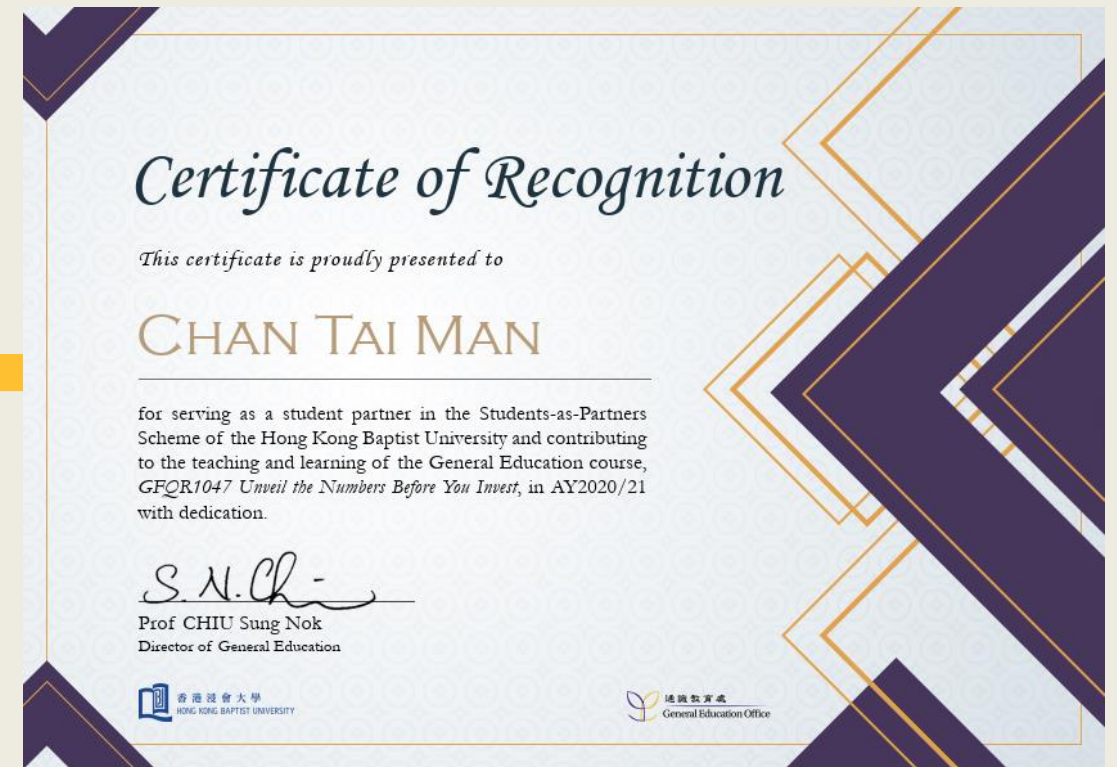 Certificate of Recognition
This certificate is proudly presented to
CHAN TAI MAN
for serving as a student partner in the Students-as-Partners
Scheme of the Hong Kong Baptist University and contributing
to the teaching and learning of the General Education course,
GFQR1047 Unveil the Numbers Before You Invest, in AY2020/21
with dedication.
S. N. Chi
Prof CHIU Sung Nok
Director of General Education
香港浸會大學
HONG KONG BAPTIST UNIVERSITY
通識教育處
General Education Office